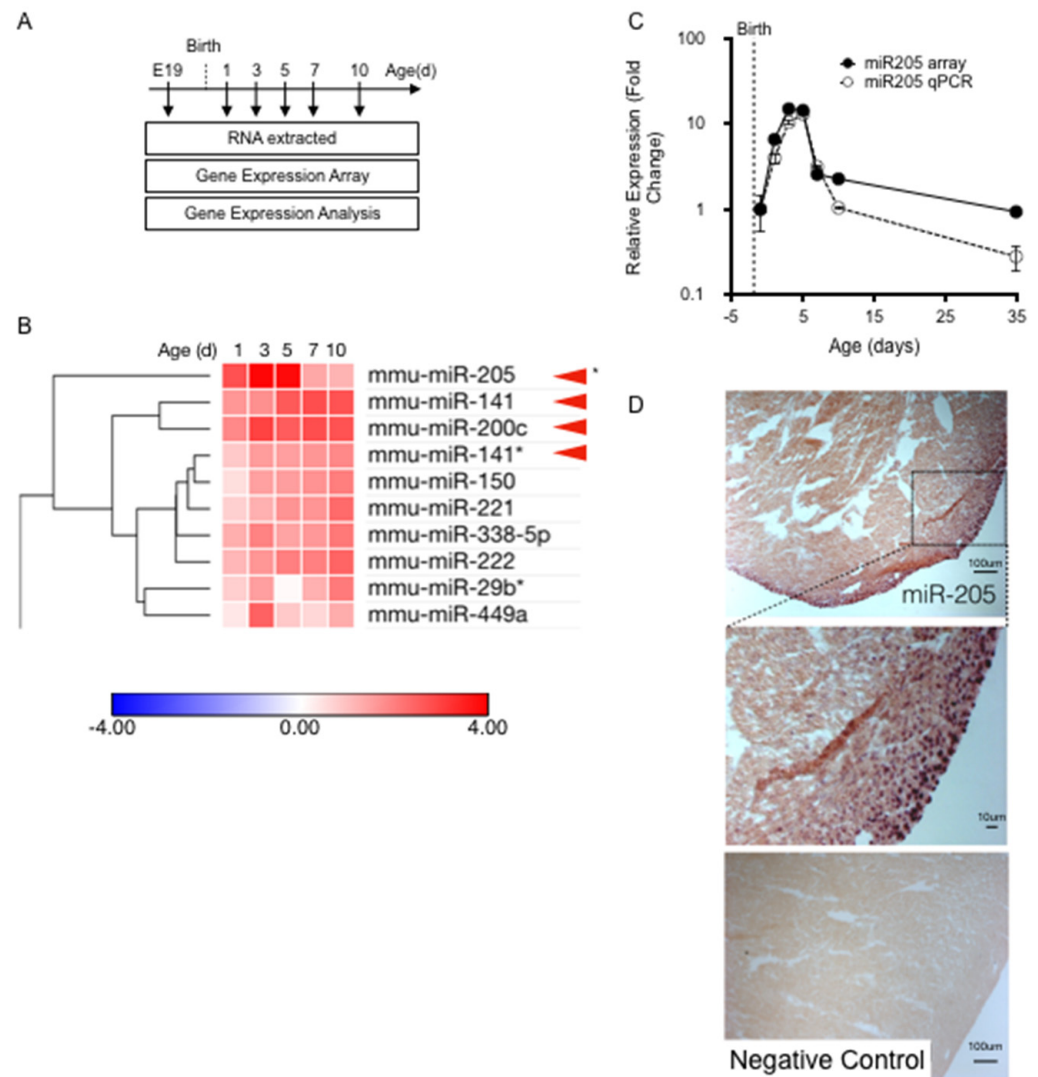 A
Birth
E19 1 3 5 7 10 Age(d)
RNA extracted
Gene Expression Array
Gene Expression Analysis
B
Age (d) 1 3 5 7 10
mmu-miR-205 *
mmu-miR-141
mmu-miR-200c
mmu-miR-141*
mmu-miR-150
mmu-miR-221
mmu-miR-338-5p
mmu-miR-222
mmu-miR-29b*
mmu-miR-449a
-4.00 0.00 4.00
C
Birth
miR205 array
miR205 qPCR
Relative Expression (Fold
Change)
100
10
1
0.1
-5 5 15 25 35
Age (days)
D
100um
miR-205
10um
100um
Negative Control